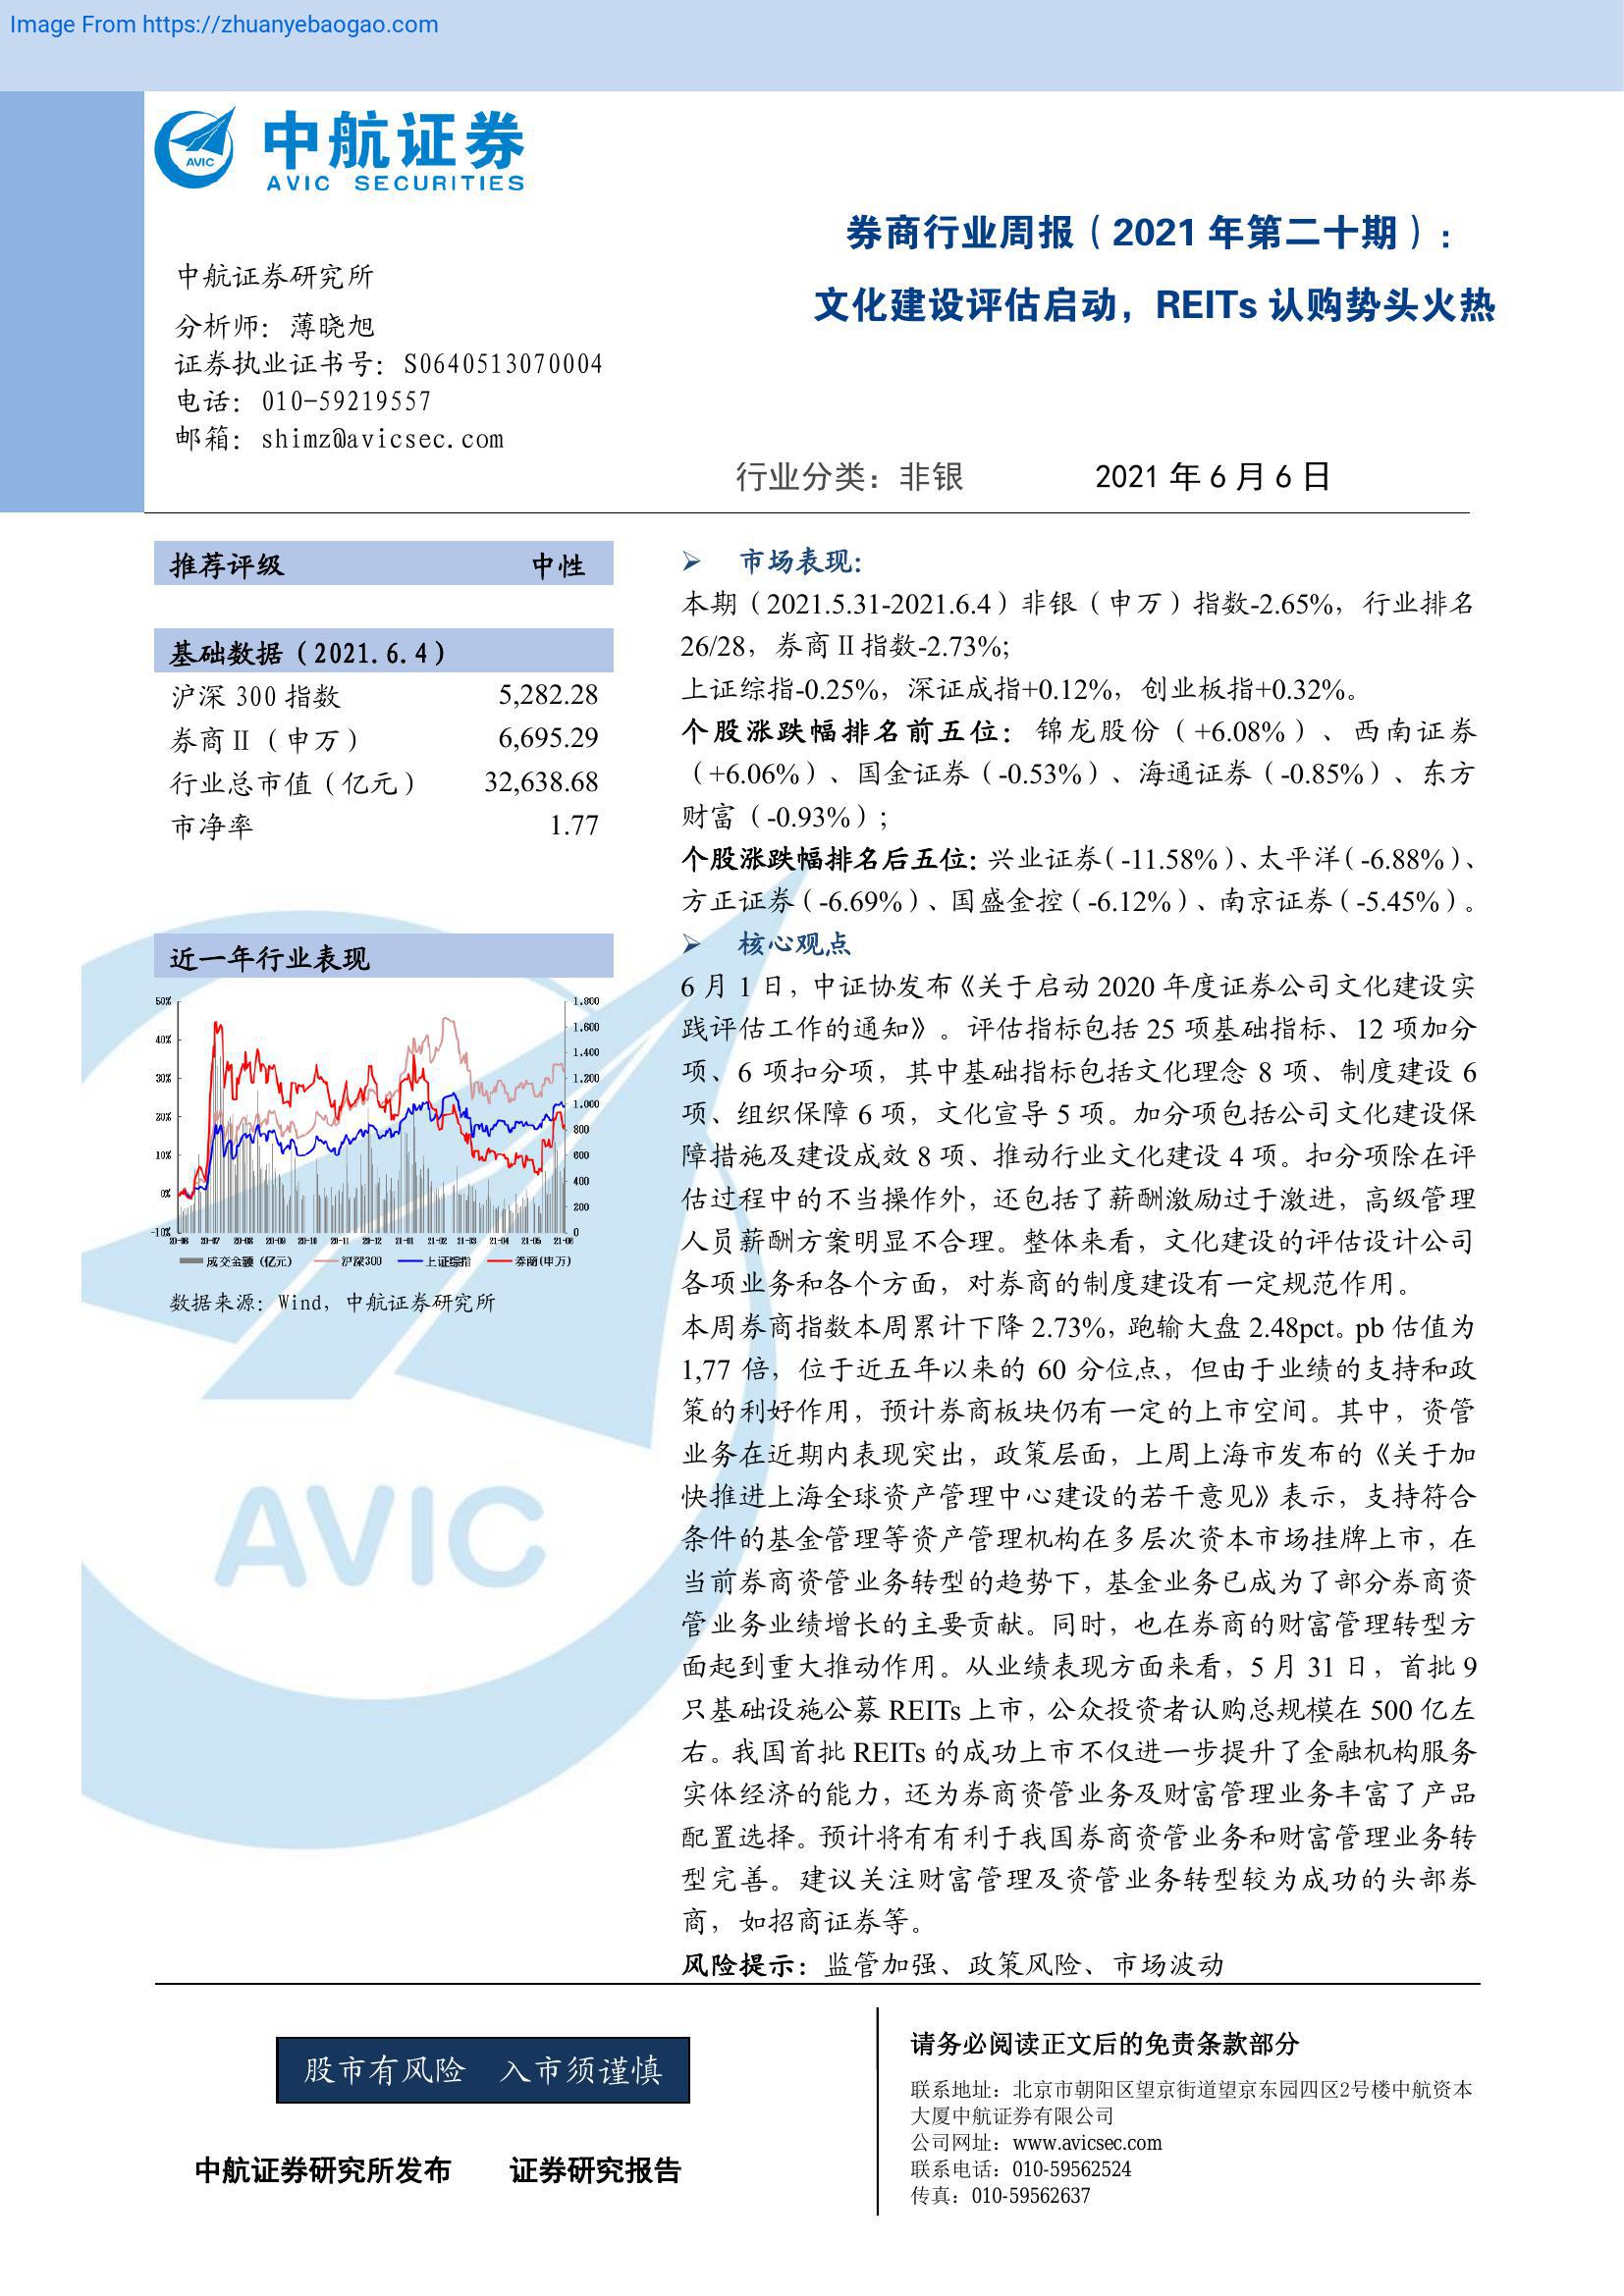 Image From https://zhuanyebaogao.com
AVIC
中航证券
AVIC SECURITIES
券商行业周报（2021 年第二十期）：
文化建设评估启动，REITs 认购势头火热
中航证券研究所
分析师：薄晓旭
证券执业证书号：S0640513070004
电话：010-59219557
邮箱：shimz@avicsec.com
行业分类：非银
2021 年 6 月 6 日
推荐评级 中性
基础数据（2021.6.4）
沪深 300 指数 5,282.28
券商Ⅱ（申万） 6,695.29
行业总市值（亿元） 32,638.68
市净率 1.77
近一年行业表现
50%
40%
30%
20%
10%
0%
-10%
1,800
1,600
1,400
1,200
1,000
800
600
400
200
0
20-06 20-07 20-08 20-09 20-10 20-11 20-12 21-01 21-02 21-03 21-04 21-05 21-06
成交金额（亿元） 沪深300 上证综指 券商(申万)
数据来源：Wind，中航证券研究所
AVIC
➢ 市场表现：
本期（2021.5.31-2021.6.4）非银（申万）指数-2.65%，行业排名
26/28，券商Ⅱ指数-2.73%;
上证综指-0.25%，深证成指+0.12%，创业板指+0.32%。
个股涨跌幅排名前五位：锦龙股份（+6.08%）、西南证券
（+6.06%）、国金证券（-0.53%）、海通证券（-0.85%）、东方
财富（-0.93%）;
个股涨跌幅排名后五位：兴业证券（-11.58%）、太平洋（-6.88%）、
方正证券（-6.69%）、国盛金控（-6.12%）、南京证券（-5.45%）。
➢ 核心观点
6 月 1 日，中证协发布《关于启动 2020 年度证券公司文化建设实
践评估工作的通知》。评估指标包括 25 项基础指标、12 项加分
项、6 项扣分项，其中基础指标包括文化理念 8 项、制度建设 6
项、组织保障 6 项，文化宣导 5 项。加分项包括公司文化建设保
障措施及建设成效 8 项、推动行业文化建设 4 项。扣分项除在评
估过程中的不当操作外，还包括了薪酬激励过于激进，高级管理
人员薪酬方案明显不合理。整体来看，文化建设的评估设计公司
各项业务和各个方面，对券商的制度建设有一定规范作用。
本周券商指数本周累计下降 2.73%，跑输大盘 2.48pct。pb 估值为
1,77 倍，位于近五年以来的 60 分位点，但由于业绩的支持和政
策的利好作用，预计券商板块仍有一定的上市空间。其中，资管
业务在近期内表现突出，政策层面，上周上海市发布的《关于加
快推进上海全球资产管理中心建设的若干意见》表示，支持符合
条件的基金管理等资产管理机构在多层次资本市场挂牌上市，在
当前券商资管业务转型的趋势下，基金业务已成为了部分券商资
管业务业绩增长的主要贡献。同时，也在券商的财富管理转型方
面起到重大推动作用。从业绩表现方面来看，5 月 31 日，首批 9
只基础设施公募 REITs 上市，公众投资者认购总规模在 500 亿左
右。我国首批 REITs 的成功上市不仅进一步提升了金融机构服务
实体经济的能力，还为券商资管业务及财富管理业务丰富了产品
配置选择。预计将有有利于我国券商资管业务和财富管理业务转
型完善。建议关注财富管理及资管业务转型较为成功的头部券
商，如招商证券等。
风险提示：监管加强、政策风险、市场波动
股市有风险 入市须谨慎
中航证券研究所发布 证券研究报告
请务必阅读正文后的免责条款部分
联系地址：北京市朝阳区望京街道望京东园四区2号楼中航资本
大厦中航证券有限公司
公司网址：www.avicsec.com
联系电话：010-59562524
传真：010-59562637